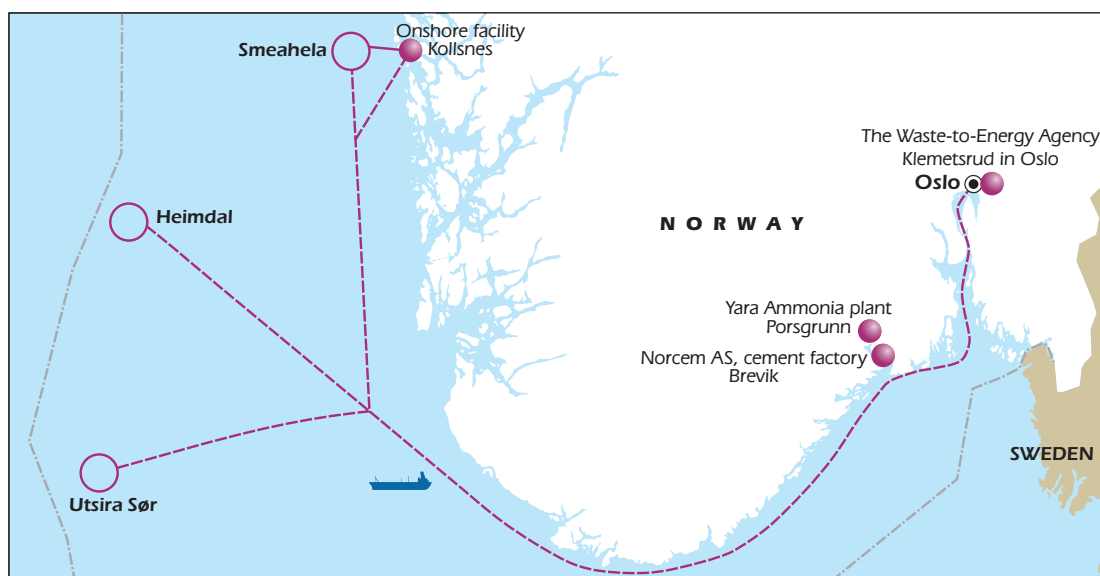 Onshore facility
Kollsnes
Smeahela
The Waste-to-Energy Agency
Klemetsrud in Oslo
Oslo
Heimdal
NORWAY
Yara Ammonia plant
Porsgrunn
Norcem AS, cement factory
Brevik
SWEDEN
Utsira Sør